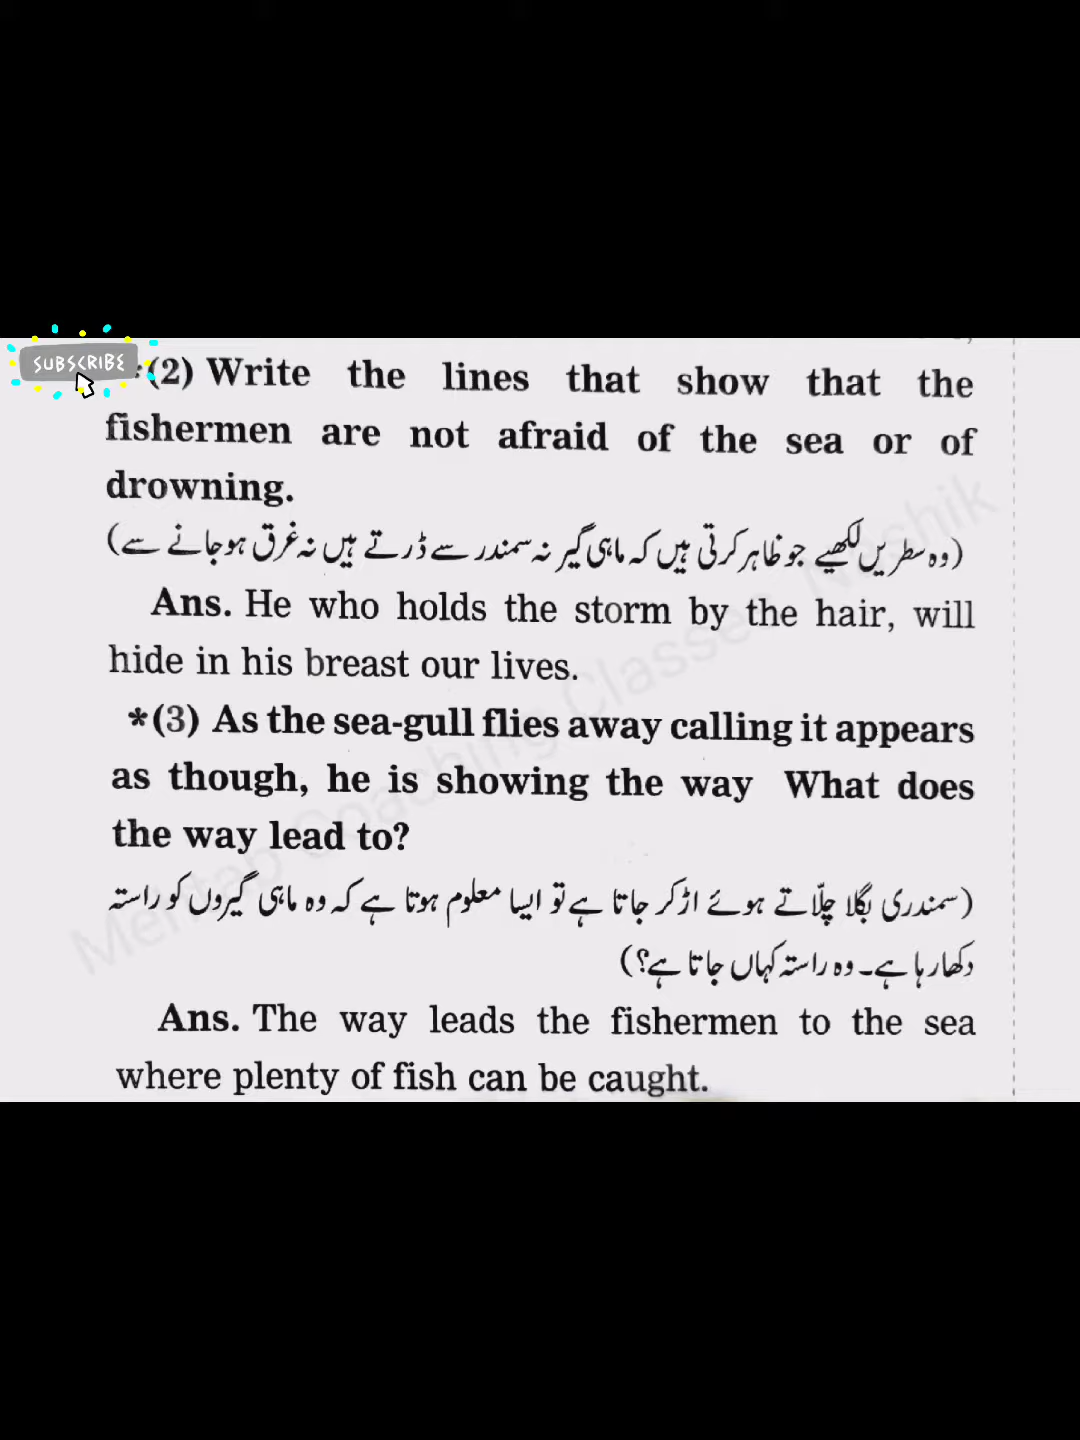 SUBSCRIBE
*(2) Write the lines that show that the
fishermen are not afraid of the sea or of
drowning.
(وہ سطریں لکھیے جو ظاہر کرتی ہیں کہ ماہی گیر نہ سمندر سے ڈرتے ہیں نہ غرق ہوجانے سے)
Ans. He who holds the storm by the hair, will
hide in his breast our lives.
*(3) As the sea-gull flies away calling it appears
as though, he is showing the way What does
the way lead to?
(سمندری بگلا چلّاتے ہوئے اڑکر جاتا ہے تو ایسا معلوم ہوتا ہے کہ وہ ماہی گیروں کو راستہ
دکھا رہا ہے۔ وہ راستہ کہاں جاتا ہے؟)
Ans. The way leads the fishermen to the sea
where plenty of fish can be caught.
Mehtab Coaching Classes, Nashik